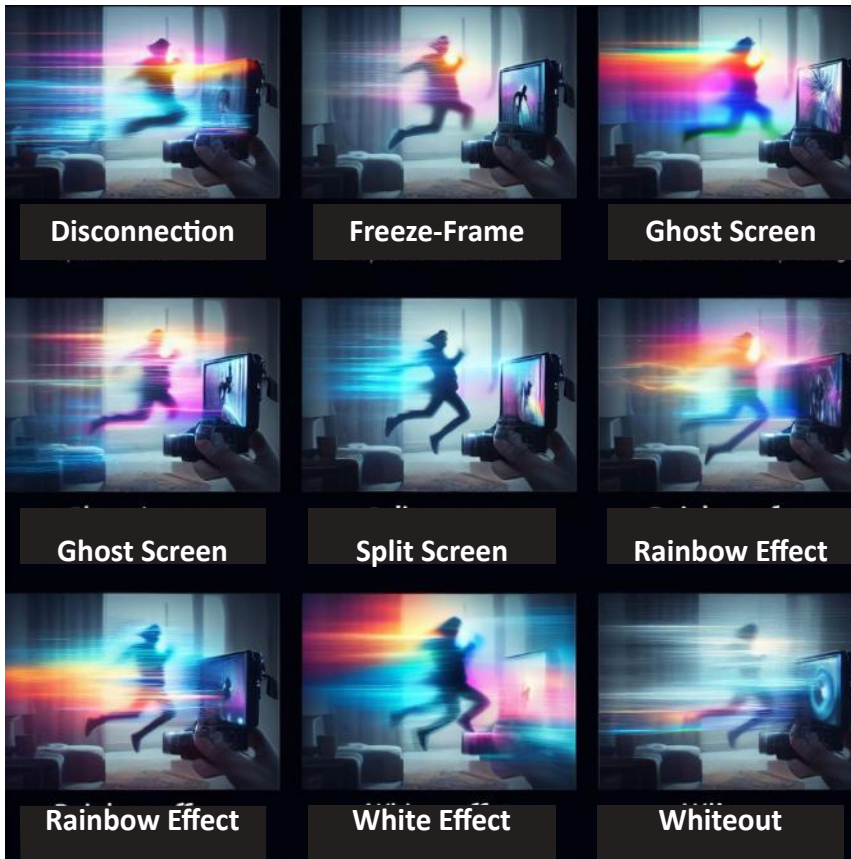 Disconnection
Freeze-Frame
Ghost Screen
Ghost Screen
Split Screen
Rainbow Effect
Rainbow Effect
White Effect
Whiteout